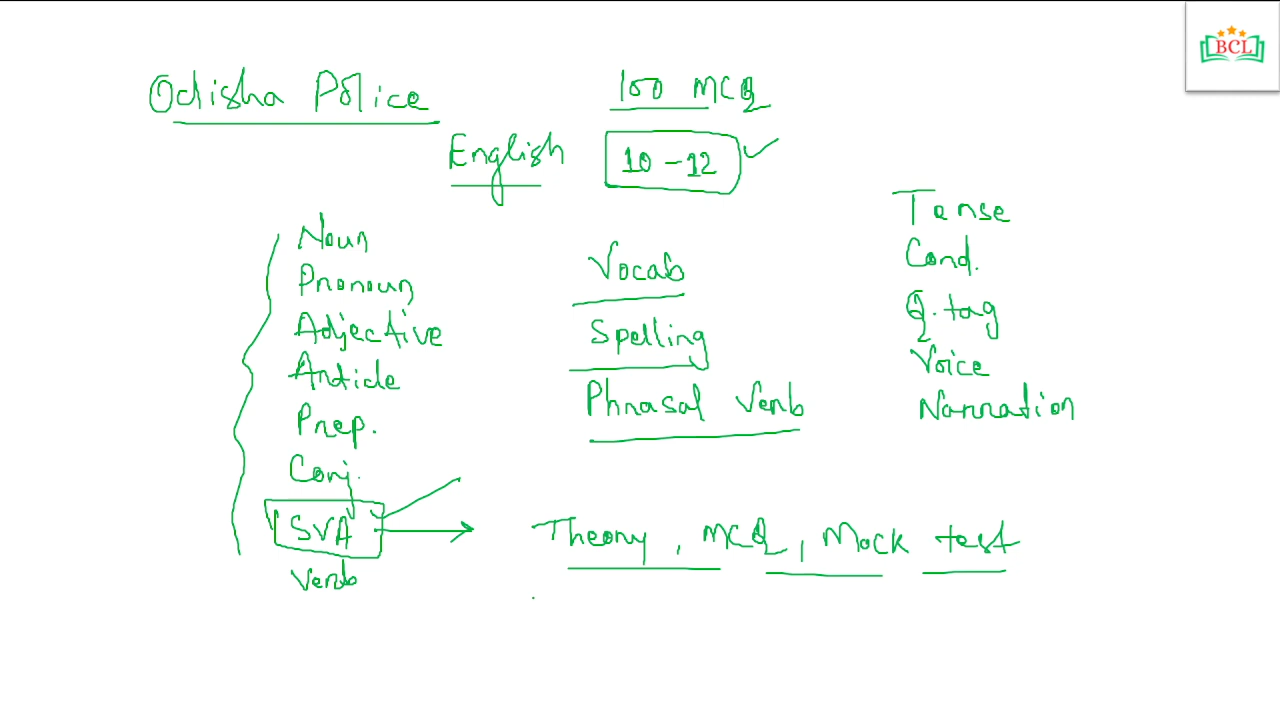 BCL
Odisha Police
100 MCQ
English 10-12
Noun
Pronoun
Adjective
Article
Prep.
Conj.
SVA
Verb
Vocab
Spelling
Phrasal Verb
Tense
Cond.
Q.tag
Voice
Narration
Theory, MCQ, Mock test